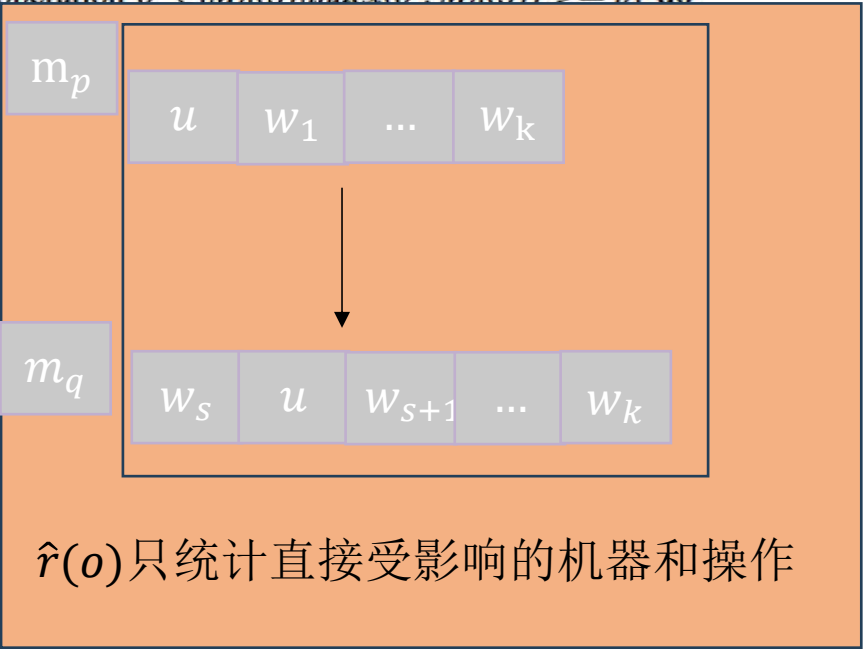 m_p
u w_1 ... w_k
m_q
w_s u w_{s+1} ... w_k
r̂(o)只统计直接受影响的机器和操作